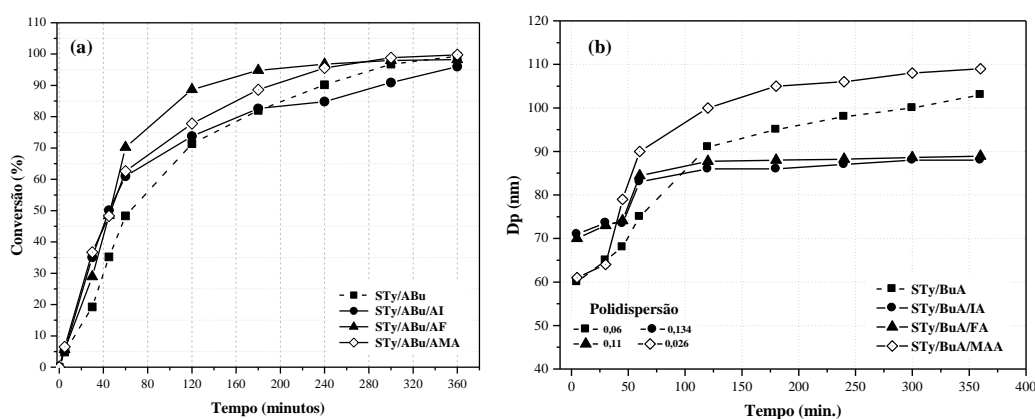 (a)
Conversão (%)
110
100
90
80
70
60
50
40
30
20
10
0
0 40 80 120 160 200 240 280 320 360
Tempo (minutos)
STy/ABu
STy/ABu/AI
STy/ABu/AF
STy/ABu/AMA
(b)
Dp (nm)
110
100
90
80
70
60
50
40
0 50 100 150 200 250 300 350 400
Tempo (min.)
Polidispersão
0,06 0,134
0,11 0,026
STy/BuA
STy/BuA/IA
STy/BuA/FA
STy/BuA/MAA